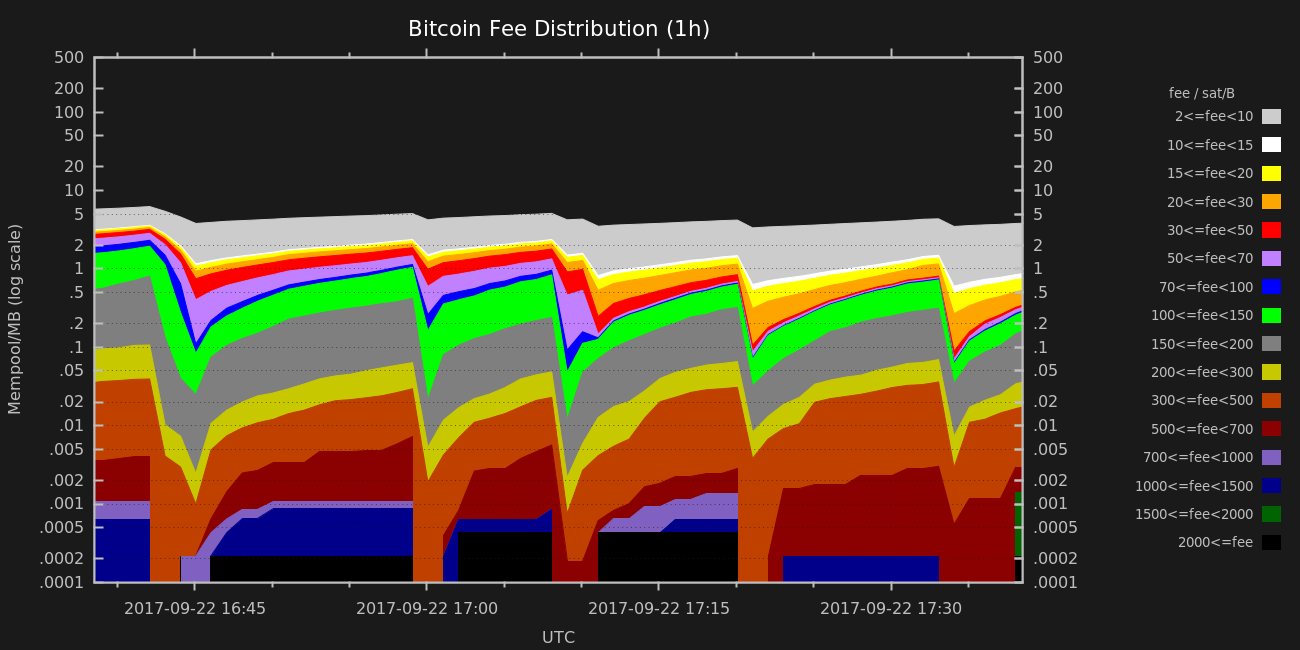 Bitcoin Fee Distribution (1h)
Mempool/MB (log scale)
500
200
100
50
20
10
5
2
1
.5
.2
.1
.05
.02
.01
.005
.002
.001
.0005
.0002
.0001
500
200
100
50
20
10
5
2
1
.5
.2
.1
.05
.02
.01
.005
.002
.001
.0005
.0002
.0001
2017-09-22 16:45
2017-09-22 17:00
2017-09-22 17:15
2017-09-22 17:30
UTC
fee / sat/B
2<=fee<10
10<=fee<15
15<=fee<20
20<=fee<30
30<=fee<50
50<=fee<70
70<=fee<100
100<=fee<150
150<=fee<200
200<=fee<300
300<=fee<500
500<=fee<700
700<=fee<1000
1000<=fee<1500
1500<=fee<2000
2000<=fee